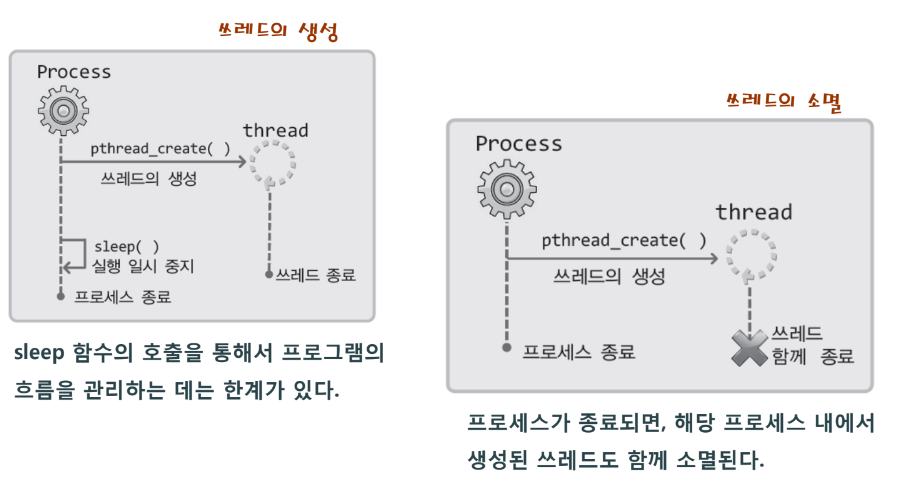 쓰레드의 생성
Process
thread
pthread_create( )
쓰레드의 생성
sleep( )
실행 일시 중지
쓰레드 종료
프로세스 종료
sleep 함수의 호출을 통해서 프로그램의
흐름을 관리하는 데는 한계가 있다.
쓰레드의 소멸
Process
thread
pthread_create( )
쓰레드의 생성
쓰레드
함께 종료
프로세스 종료
프로세스가 종료되면, 해당 프로세스 내에서
생성된 쓰레드도 함께 소멸된다.